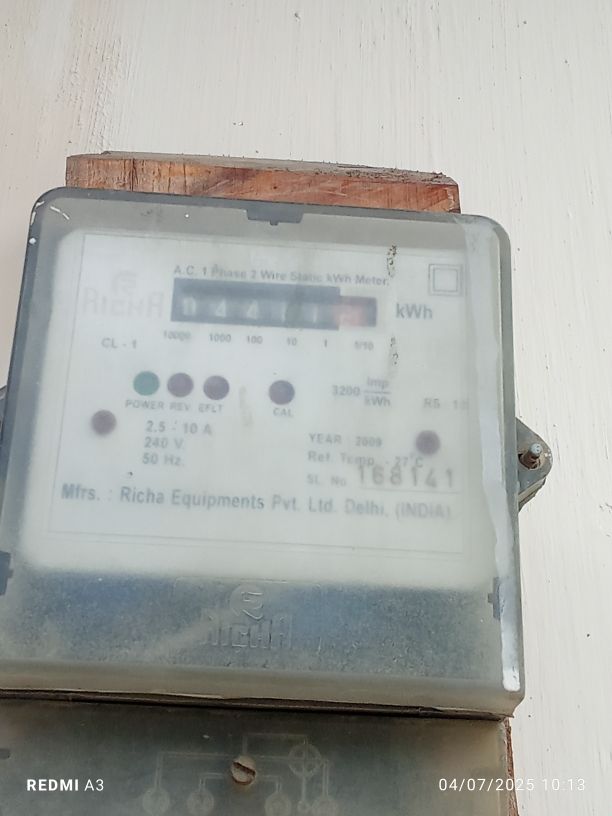 A.C. 1 Phase 2 Wire Static kWh Meter.
RICHA
kWh
10000 1000 100 10 1 1/10
CL - 1
3200 imp
kWh
POWER REV EFLT
CAL
2.5 - 10 A
240 V.
50 Hz.
YEAR : 2009
Ref. Temp. - 27°C
SL. No. 168141
Mfrs. : Richa Equipments Pvt. Ltd. Delhi, (INDIA)
RICHA
REDMI A3
04/07/2025 10:13